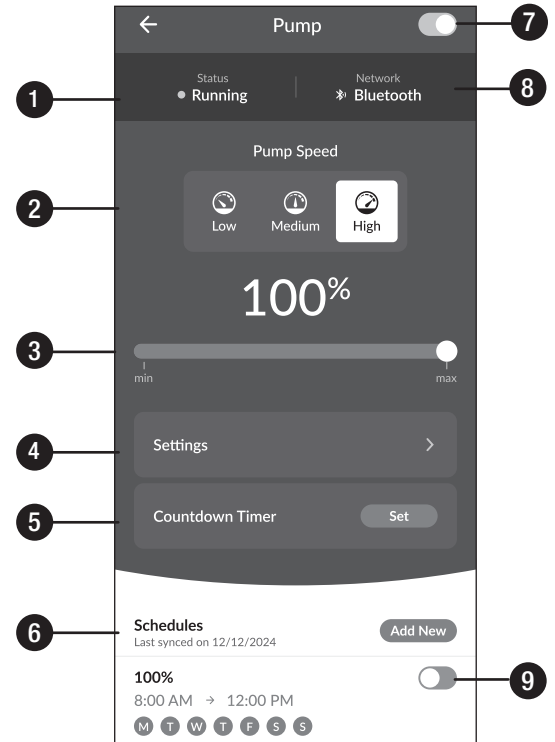 Pump
7
Status
Network
1
Running
Bluetooth
8
Pump Speed
2
Low
Medium
High
100%
3
min
max
4
Settings
5
Countdown Timer
Set
6
Schedules
Add New
Last synced on 12/12/2024
100%
9
8:00 AM → 12:00 PM
M T W T F S S